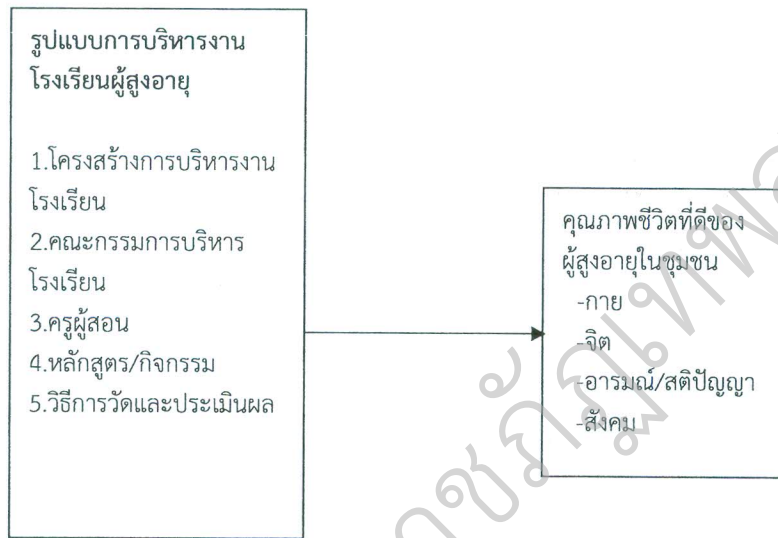 รูปแบบการบริหารงาน
โรงเรียนผู้สูงอายุ
1.โครงสร้างการบริหารงาน
โรงเรียน
2.คณะกรรมการบริหาร
โรงเรียน
3.ครูผู้สอน
4.หลักสูตร/กิจกรรม
5.วิธีการวัดและประเมินผล
คุณภาพชีวิตที่ดีของ
ผู้สูงอายุในชุมชน
-กาย
-จิต
-อารมณ์/สติปัญญา
-สังคม